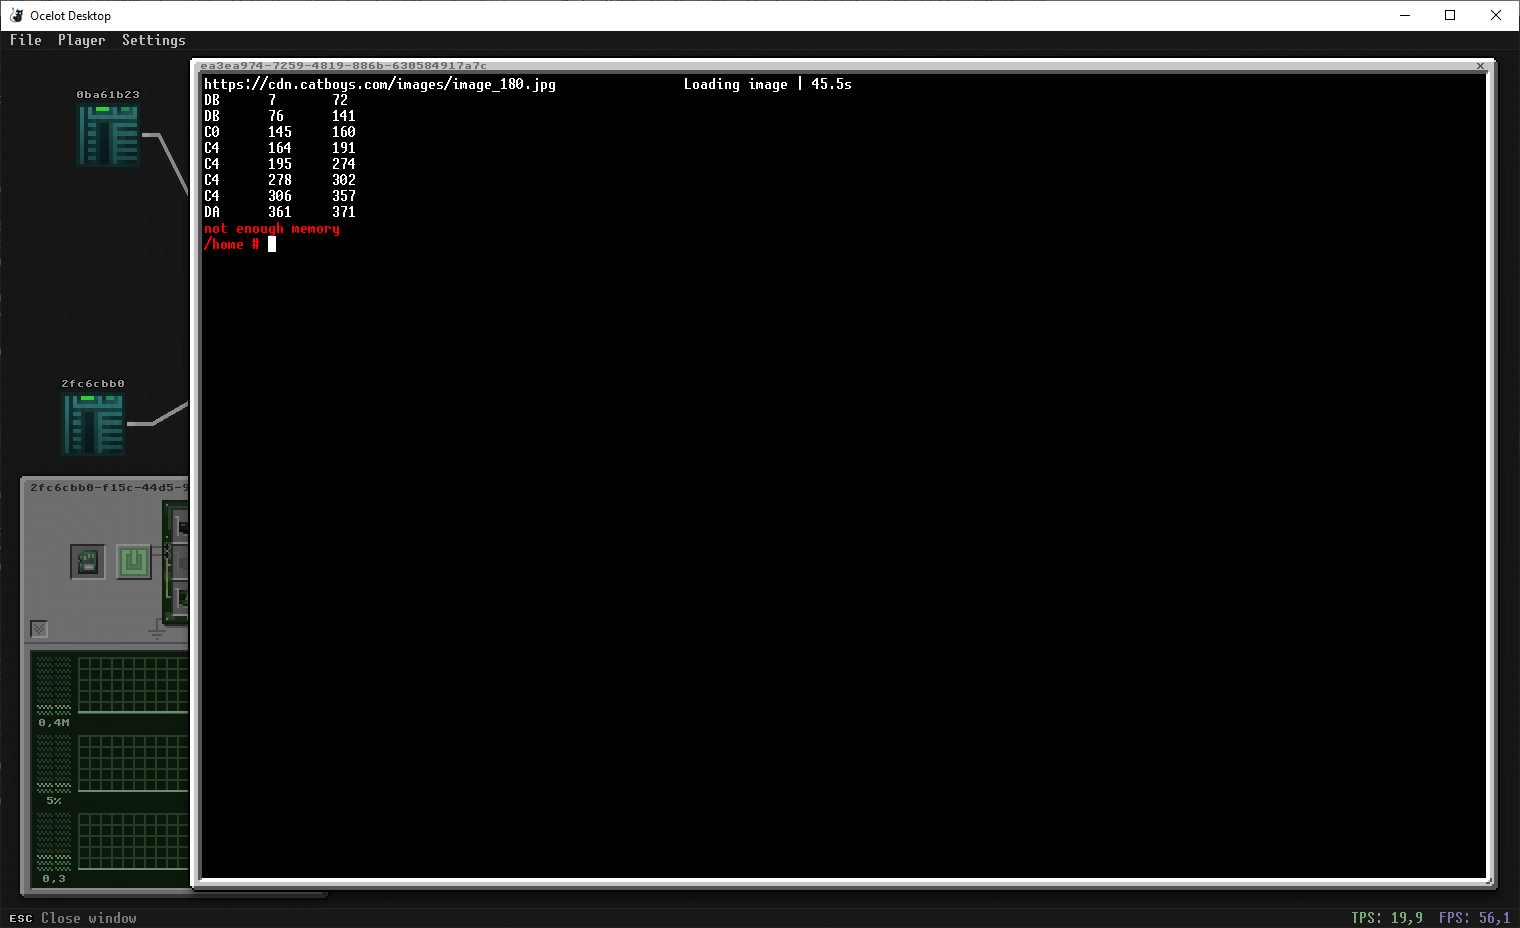 Ocelot Desktop
File Player Settings
ea3ea974-7259-4819-886b-630584917a7c
https://cdn.catboys.com/images/image_180.jpg Loading image | 45.5s
DB 7 72
DB 76 141
C0 145 160
C4 164 191
C4 195 274
C4 278 302
C4 306 357
DA 361 371
not enough memory
/home #
0ba61b23
2fc6cbb0
2fc6cbb0-f15c-44d5-9
0,4M
5%
0,3
ESC Close window
TPS: 19,9 FPS: 56,1